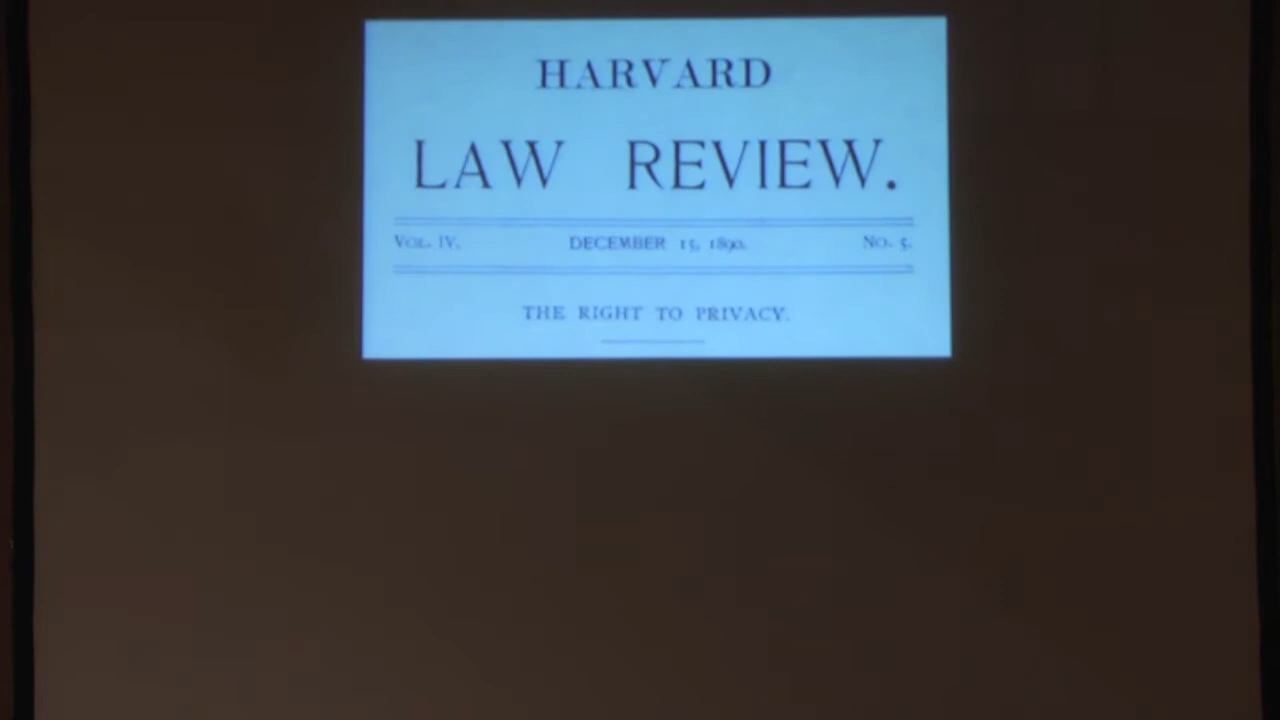 HARVARD
LAW REVIEW.
VOL. IV. DECEMBER 15, 1890. NO. 5.
THE RIGHT TO PRIVACY.